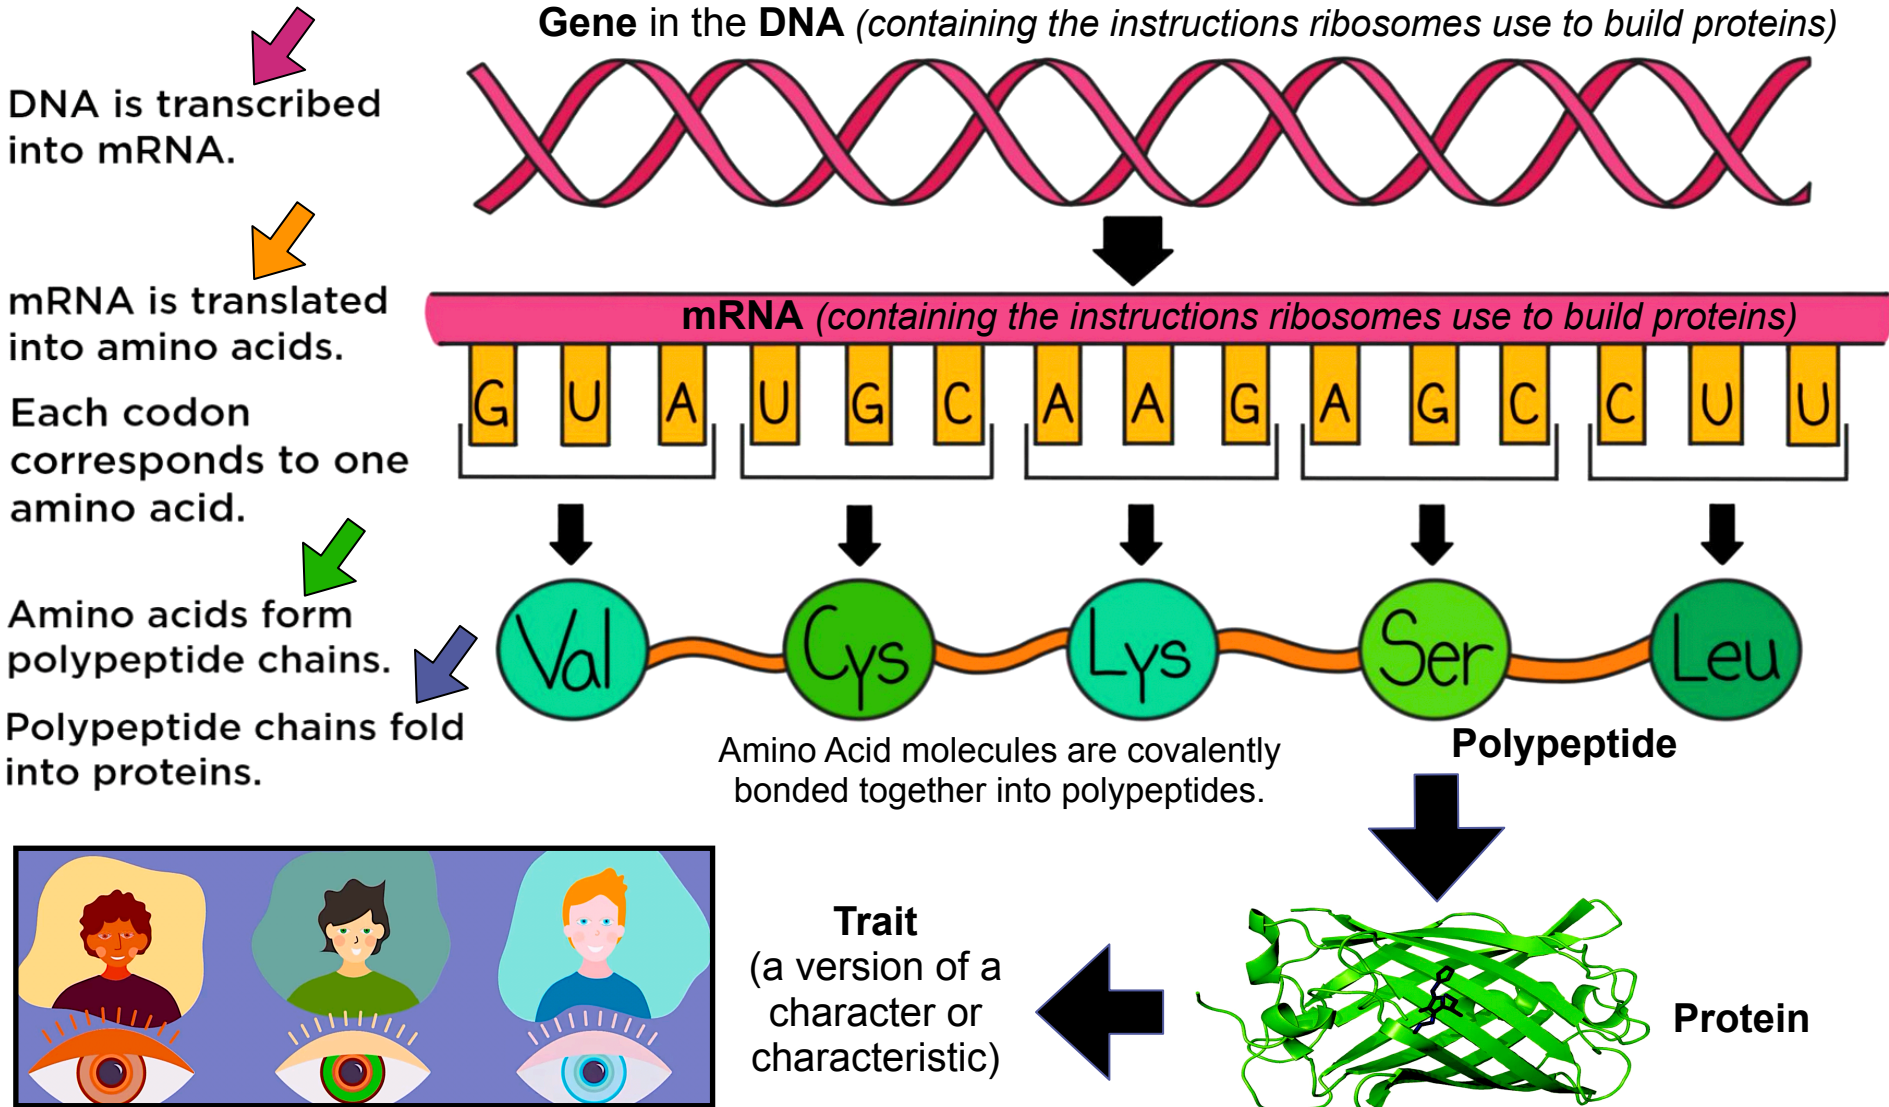 Gene in the DNA (containing the instructions ribosomes use to build proteins)
DNA is transcribed
into mRNA.
mRNA is translated
into amino acids.
mRNA (containing the instructions ribosomes use to build proteins)
G U A U G C A A G A G C C U U
Each codon
corresponds to one
amino acid.
Amino acids form
polypeptide chains.
Val Cys Lys Ser Leu
Polypeptide chains fold
into proteins.
Amino Acid molecules are covalently
bonded together into polypeptides.
Polypeptide
Trait
(a version of a
character or
characteristic)
Protein